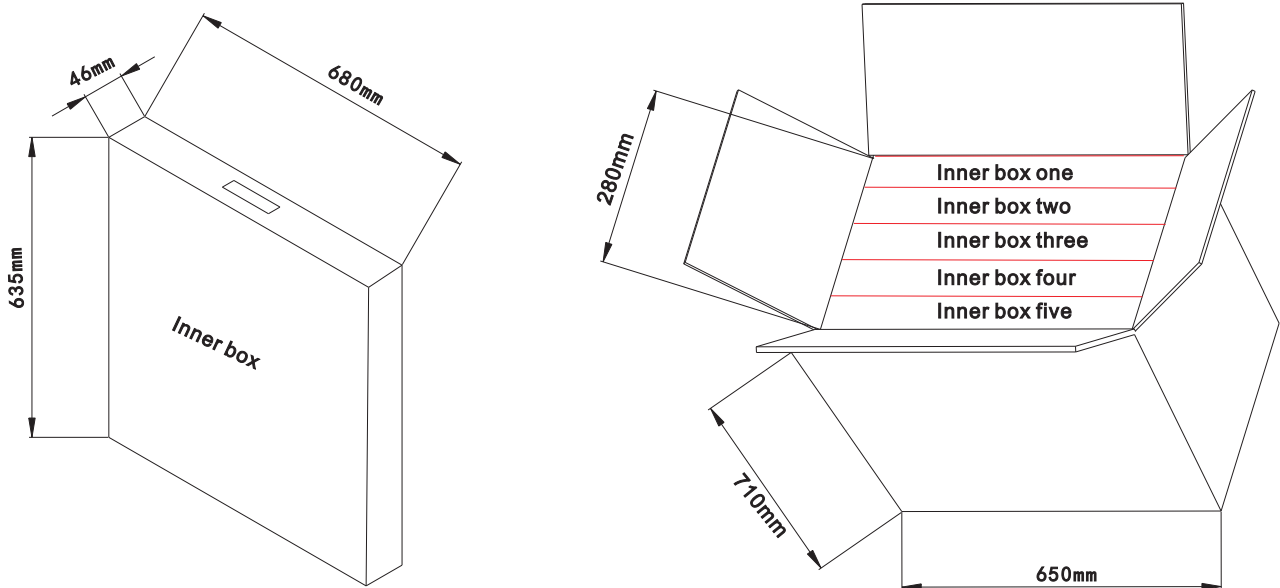 46mm
680mm
635mm
Inner box
280mm
Inner box one
Inner box two
Inner box three
Inner box four
Inner box five
710mm
650mm